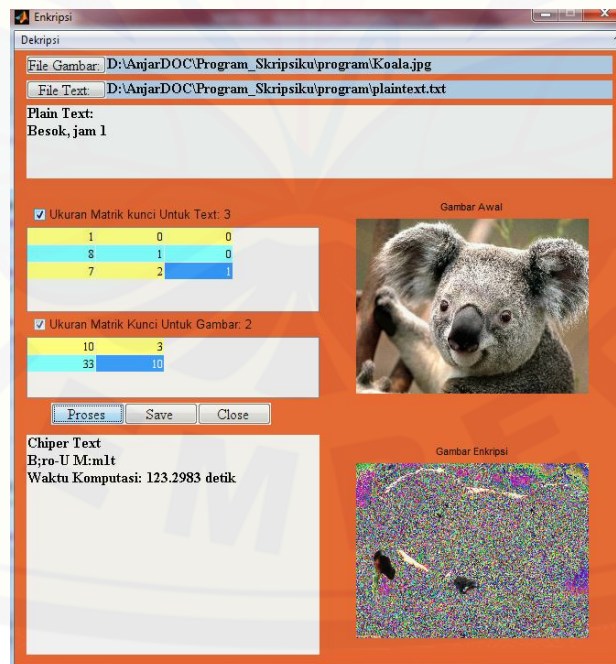 Enkripsi
Dekripsi
File Gambar: D:\AnjarDOC\Program_Skripsiku\program\Koala.jpg
File Text: D:\AnjarDOC\Program_Skripsiku\program\plaintext.txt
Plain Text:
Besok, jam 1
Ukuran Matrik kunci Untuk Text: 3
1 0 0
8 1 0
7 2 1
Gambar Awal
Ukuran Matrik Kunci Untuk Gambar: 2
10 3
33 10
Proses Save Close
Chiper Text
B;ro-U M:m1t
Waktu Komputasi: 123.2983 detik
Gambar Enkripsi